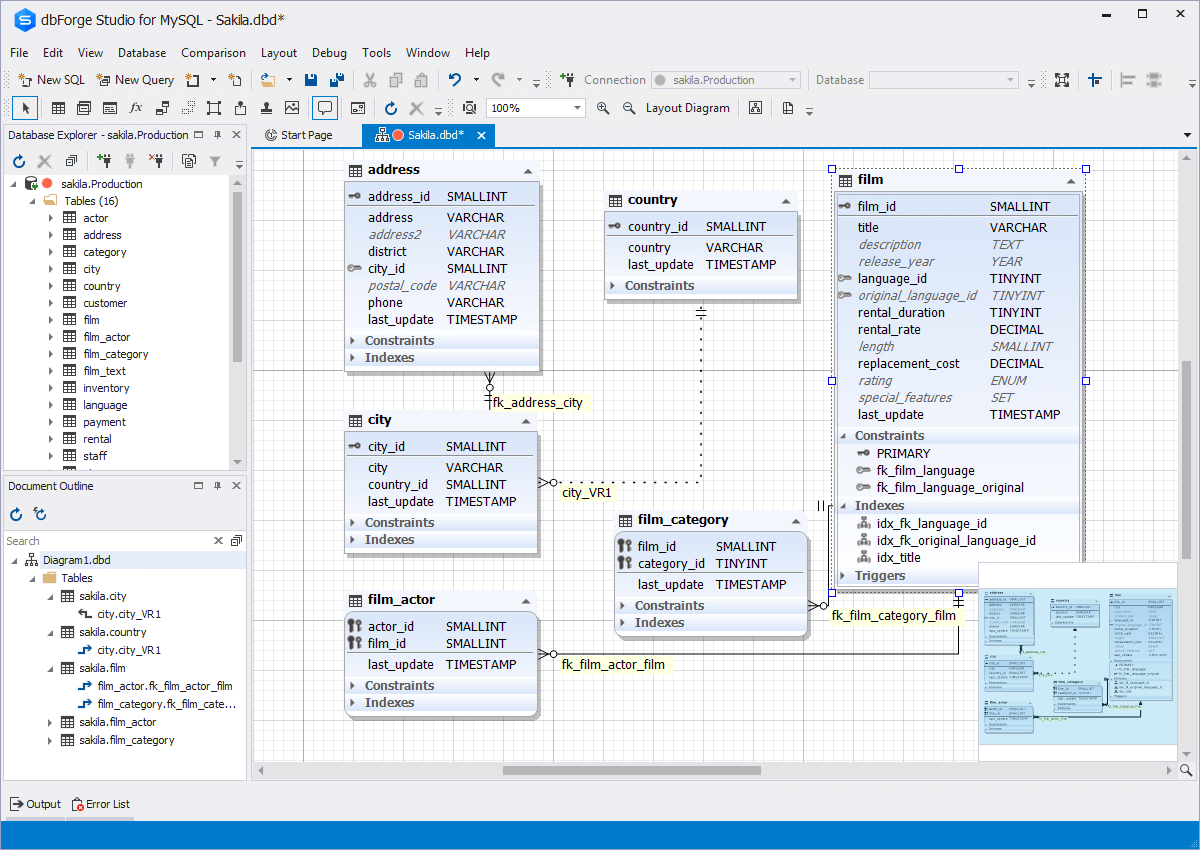 dbForge Studio for MySQL - Sakila.dbd*
File Edit View Database Comparison Layout Debug Tools Window Help
New SQL New Query Connection sakila.Production Database
fx 100% Layout Diagram
Database Explorer - sakila.Production
Start Page Sakila.dbd*
sakila.Production
Tables (16)
actor
address
category
city
country
customer
film
film_actor
film_category
film_text
inventory
language
payment
rental
staff
Document Outline
Search
Diagram1.dbd
Tables
sakila.city
city.city_VR1
sakila.country
city.city_VR1
sakila.film
film_actor.fk_film_actor_film
film_category.fk_film_cate...
sakila.film_actor
sakila.film_category
address
address_id SMALLINT
address VARCHAR
address2 VARCHAR
district VARCHAR
city_id SMALLINT
postal_code VARCHAR
phone VARCHAR
last_update TIMESTAMP
Constraints
Indexes
fk_address_city
city
city_id SMALLINT
city VARCHAR
country_id SMALLINT
last_update TIMESTAMP
Constraints
Indexes
city_VR1
film_actor
actor_id SMALLINT
film_id SMALLINT
last_update TIMESTAMP
Constraints
Indexes
fk_film_actor_film
country
country_id SMALLINT
country VARCHAR
last_update TIMESTAMP
Constraints
film_category
film_id SMALLINT
category_id TINYINT
last_update TIMESTAMP
Constraints
Indexes
fk_film_category_film
film
film_id SMALLINT
title VARCHAR
description TEXT
release_year YEAR
language_id TINYINT
original_language_id TINYINT
rental_duration TINYINT
rental_rate DECIMAL
length SMALLINT
replacement_cost DECIMAL
rating ENUM
special_features SET
last_update TIMESTAMP
Constraints
PRIMARY
fk_film_language
fk_film_language_original
Indexes
idx_fk_language_id
idx_fk_original_language_id
idx_title
Triggers
Output Error List